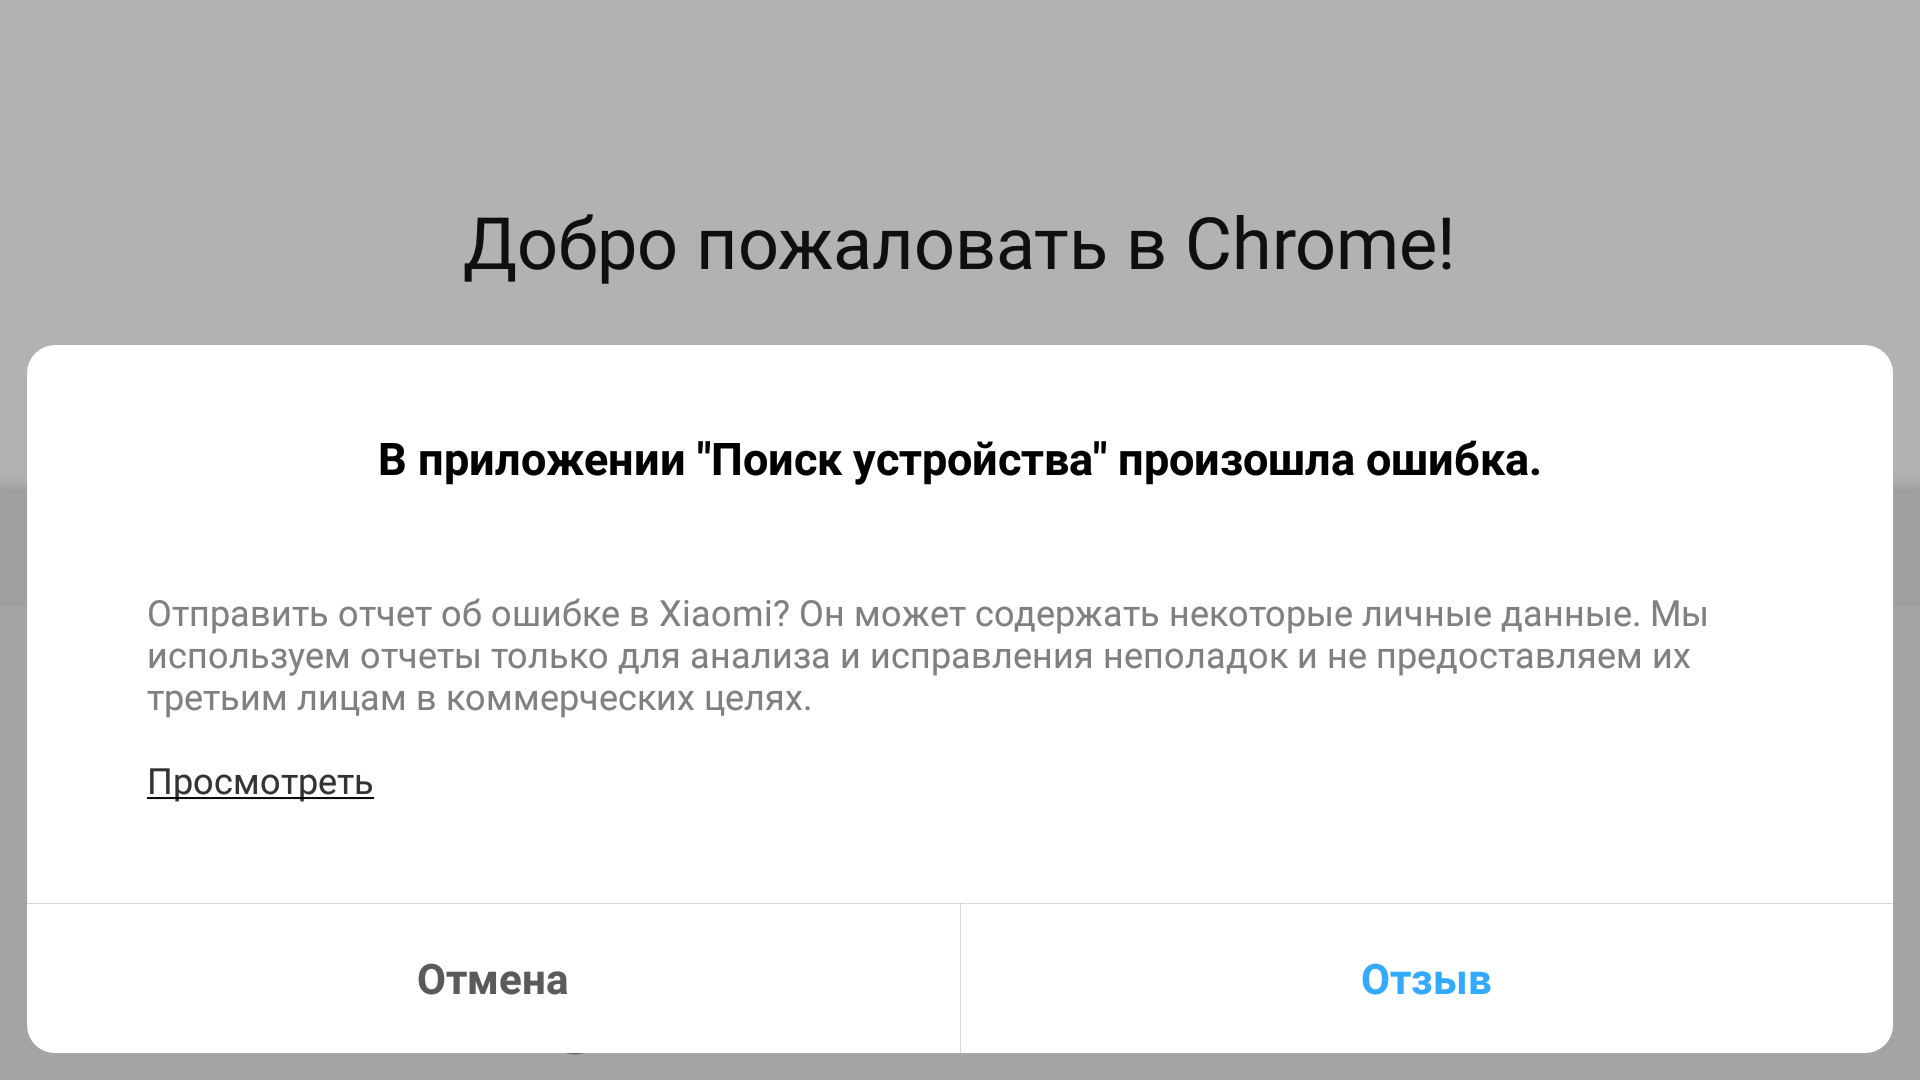 Добро пожаловать в Chrome!
В приложении "Поиск устройства" произошла ошибка.
Отправить отчет об ошибке в Xiaomi? Он может содержать некоторые личные данные. Мы
используем отчеты только для анализа и исправления неполадок и не предоставляем их
третьим лицам в коммерческих целях.
Просмотреть
Отмена
Отзыв